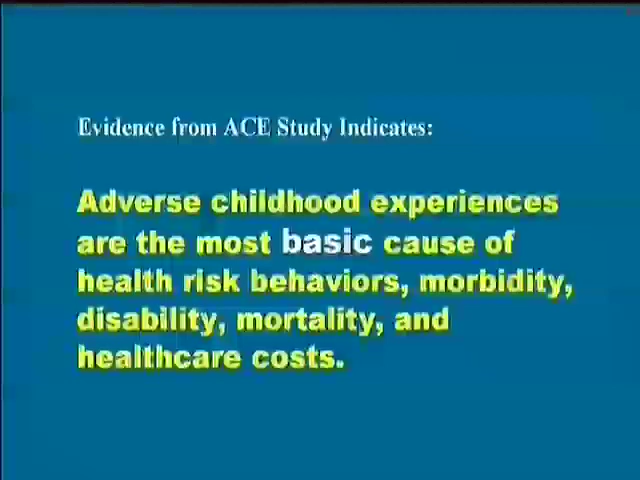 Evidence from ACE Study Indicates:
Adverse childhood experiences
are the most basic cause of
health risk behaviors, morbidity,
disability, mortality, and
healthcare costs.